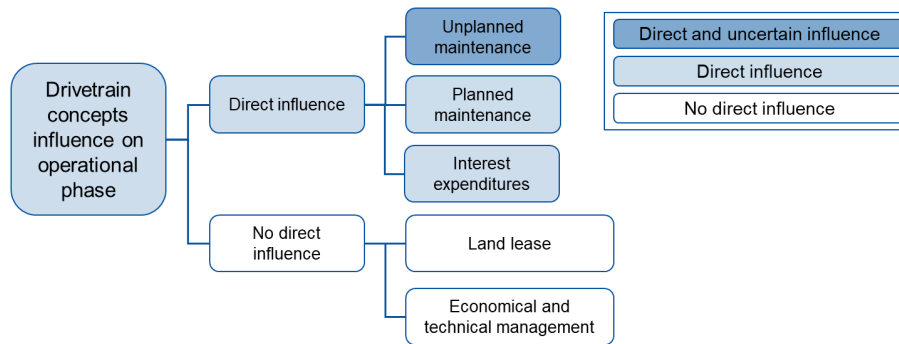 Drivetrain
concepts
influence on
operational
phase
Direct influence
No direct
influence
Unplanned
maintenance
Planned
maintenance
Interest
expenditures
Land lease
Economical and
technical management
Direct and uncertain influence
Direct influence
No direct influence